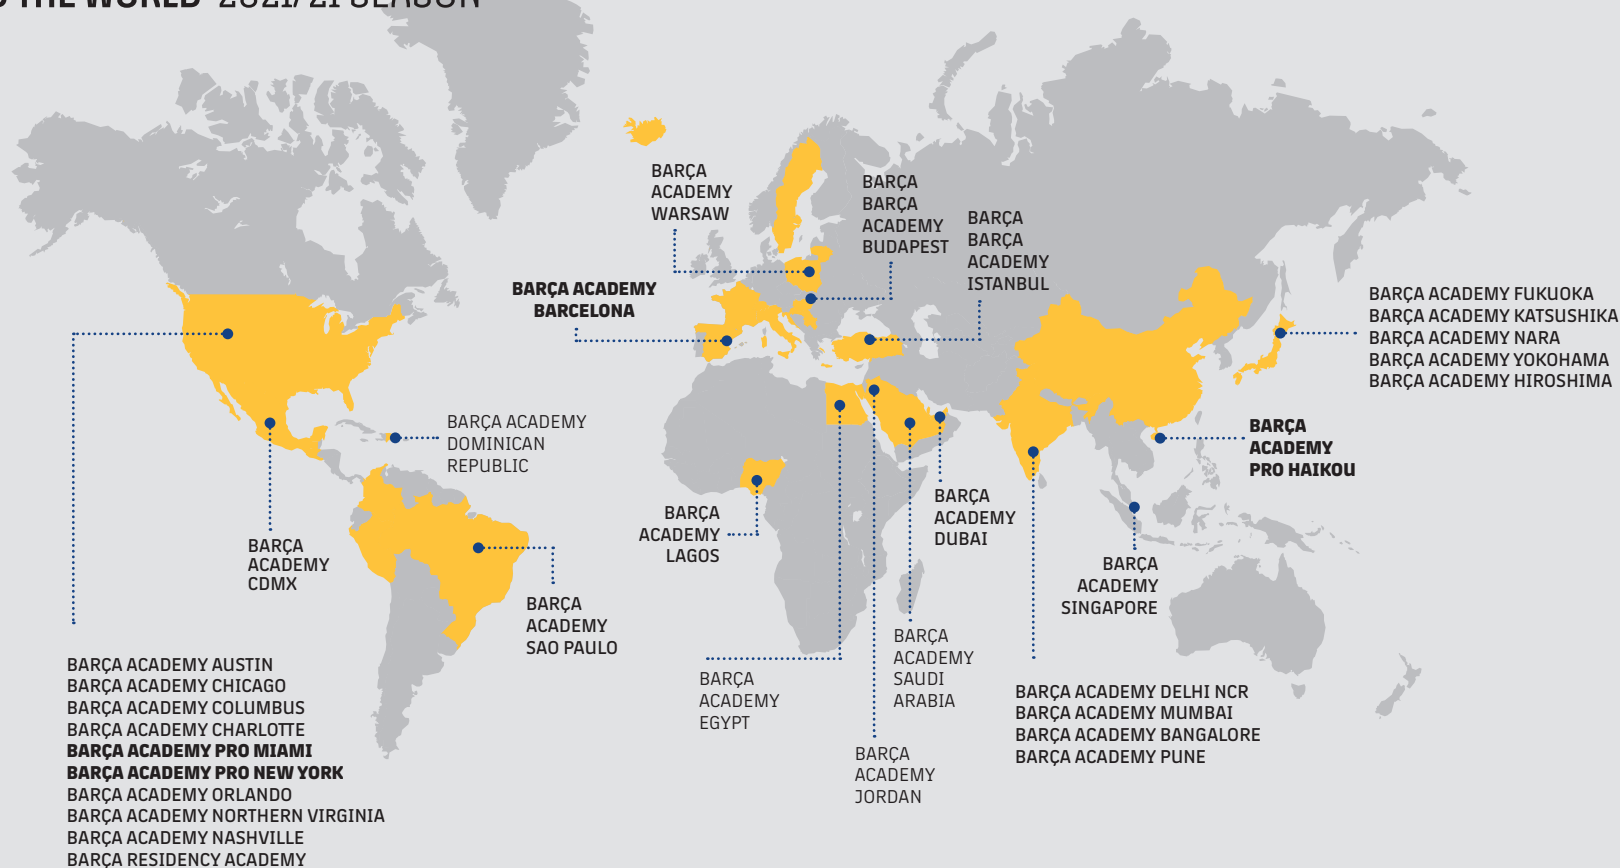 THE WORLD 2021/21 SEASON
BARÇA
ACADEMY
WARSAW
BARÇA
BARÇA
ACADEMY
BUDAPEST
BARÇA
BARÇA
ACADEMY
ISTANBUL
BARÇA ACADEMY
BARCELONA
BARÇA ACADEMY FUKUOKA
BARÇA ACADEMY KATSUSHIKA
BARÇA ACADEMY NARA
BARÇA ACADEMY YOKOHAMA
BARÇA ACADEMY HIROSHIMA
BARÇA ACADEMY
DOMINICAN
REPUBLIC
BARÇA
ACADEMY
PRO HAIKOU
BARÇA
ACADEMY
LAGOS
BARÇA
ACADEMY
DUBAI
BARÇA
ACADEMY
CDMX
BARÇA
ACADEMY
SINGAPORE
BARÇA
ACADEMY
SAO PAULO
BARÇA
ACADEMY
SAUDI
ARABIA
BARÇA
ACADEMY
EGYPT
BARÇA
ACADEMY
JORDAN
BARÇA ACADEMY DELHI NCR
BARÇA ACADEMY MUMBAI
BARÇA ACADEMY BANGALORE
BARÇA ACADEMY PUNE
BARÇA ACADEMY AUSTIN
BARÇA ACADEMY CHICAGO
BARÇA ACADEMY COLUMBUS
BARÇA ACADEMY CHARLOTTE
BARÇA ACADEMY PRO MIAMI
BARÇA ACADEMY PRO NEW YORK
BARÇA ACADEMY ORLANDO
BARÇA ACADEMY NORTHERN VIRGINIA
BARÇA ACADEMY NASHVILLE
BARÇA RESIDENCY ACADEMY